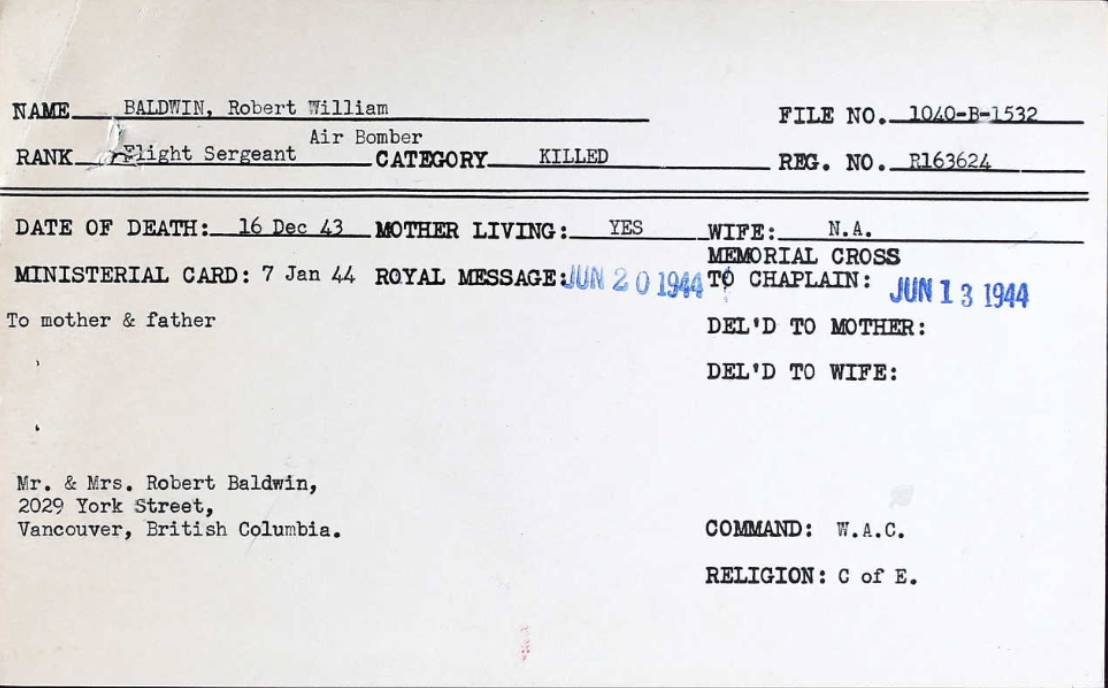 NAME BALDWIN, Robert William FILE NO. 1040-B-1532
Air Bomber
RANK Flight Sergeant CATEGORY KILLED REG. NO. R163624
DATE OF DEATH: 16 Dec 43 MOTHER LIVING: YES WIFE: N.A.
MEMORIAL CROSS
MINISTERIAL CARD: 7 Jan 44 ROYAL MESSAGE: JUN 20 1944 TO CHAPLAIN: JUN 13 1944
To mother & father
DEL'D TO MOTHER:
DEL'D TO WIFE:
Mr. & Mrs. Robert Baldwin,
2029 York Street,
Vancouver, British Columbia.
COMMAND: W.A.C.
RELIGION: C of E.